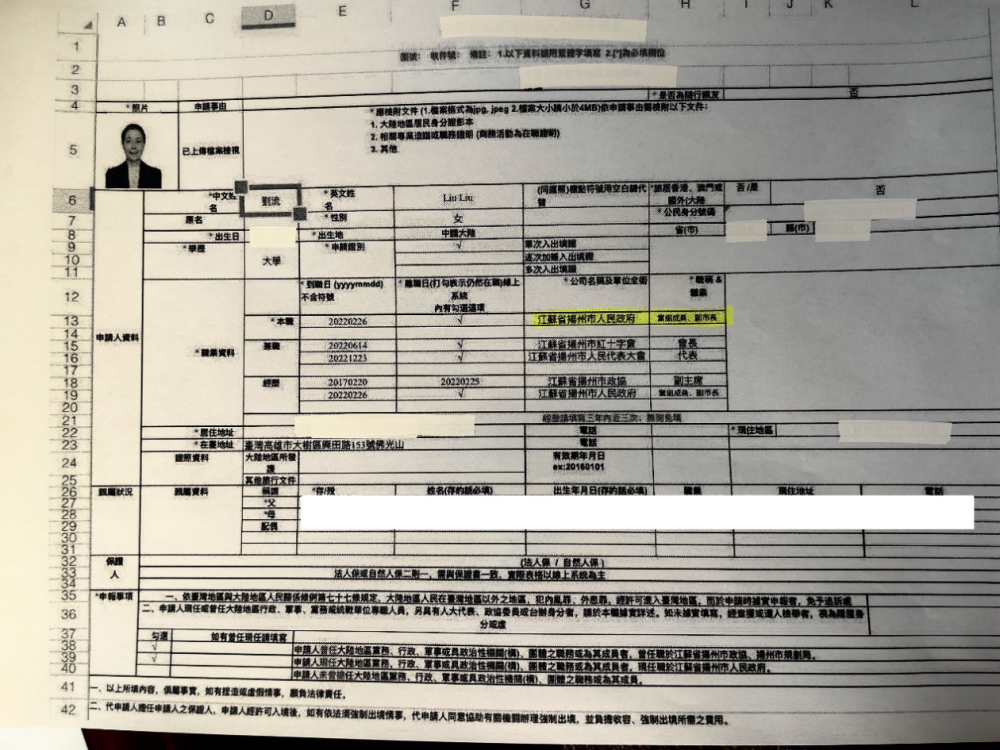 A B C D E F G H I J K L
1 備註： 1.以下資料請用繁體字填寫 2.[*]為必填欄位
2
3 *是否為隨行親友 否
4 *照片 申請事由 *應檢附文件 (1.檔案格式為jpg, jpeg 2.檔案大小請小於4MB)依申請事由需檢附以下文件:
1. 大陸地區居民身分證影本
5 已上傳檔案檢視 2. 相關專業造詣或職務證明 (商務活動為在職證明)
3. 其他
6 *中文姓名 劉流 *英文姓名 Liu Liu (同護照)標點符號用空白鍵代替 *旅居香港、澳門或國外(大陸 否/是 否
7 原名 *性別 女 *公民身分號碼
8 *出生日 *出生地 中國大陸 省(市) 縣(市)
9 *學歷 *申請證別 √ 單次入出境證
10 大學 逐次加簽入出境證
11 多次入出境證
12 *到職日 (yyyymmdd) 不含符號 *離職日(打勾表示仍然在職)線上系統內有勾選選項 *公司名稱及單位全銜 *職稱 & 職業
13 申請人資料 *本職 20220226 √ 江蘇省揚州市人民政府 黨組成員、副市長
14
15 *職業資料 兼職 20220614 √ 江蘇省揚州市紅十字會 會長
16 20221223 √ 江蘇省揚州市人民代表大會 代表
18 經歷 20170220 20220225 江蘇省揚州市政協 副主席
19 20220226 √ 江蘇省揚州市人民政府 黨組成員、副市長
20
21 經歷請填寫三年內近三次；無則免填
22 *居住地址 電話 *現住地區
23 *在臺地址 臺灣高雄市大樹區興田路153號佛光山 電話
24 證照資料 大陸地區所發證 有效期年月日 ex:20160101
25 其他旅行文件
26 親屬狀況 親屬資料 稱謂 *存/歿 姓名(存的話必填) 出生年月日(存的話必填) 職業 現住地址 電話
27 *父
28 *母
29 配偶
30
31
32 保證人 (法人保 / 自然人保)
33 法人保或自然人保二則一，需與保證書一致，實際表格以線上系統為主
35 *申報事項 一、依臺灣地區與大陸地區人民關係條例第七十七條規定，大陸地區人民在臺灣地區以外之地區，犯內亂罪、外患罪，經許可進入臺灣地區，而於申請時據實申報者，免予追訴處
36 二、申請人現任或曾任大陸地區行政、軍事、黨務或統戰單位專職人員，另具有人大代表、政協委員或台辦身分者，請於本職據實詳述。如未據實填寫，經查獲或遭人檢舉者，視為隱匿身分或虛
37 勾選 如有曾任現任請填寫
38 √ 申請人曾任大陸地區黨務、行政、軍事或具政治性機關(構)、團體之職務或為其成員者，曾任職於江蘇省揚州市政協、揚州市規劃局。
39 √ 申請人現任大陸地區黨務、行政、軍事或具政治性機關(構)、團體之職務或為其成員者，現任職於江蘇省揚州市人民政府。
40 申請人未曾擔任大陸地區黨務、行政、軍事或具政治性機關(構)、團體之職務或為其成員。
41 一、以上所填內容，俱屬事實，如有捏造或虛假情事，願負法律責任。
42 二、代申請人擔任申請人之保證人，申請人經許可入境後，如有依法須強制出境情事，代申請人同意協助有關機關辦理強制出境，並負擔收容、強制出境所需之費用。